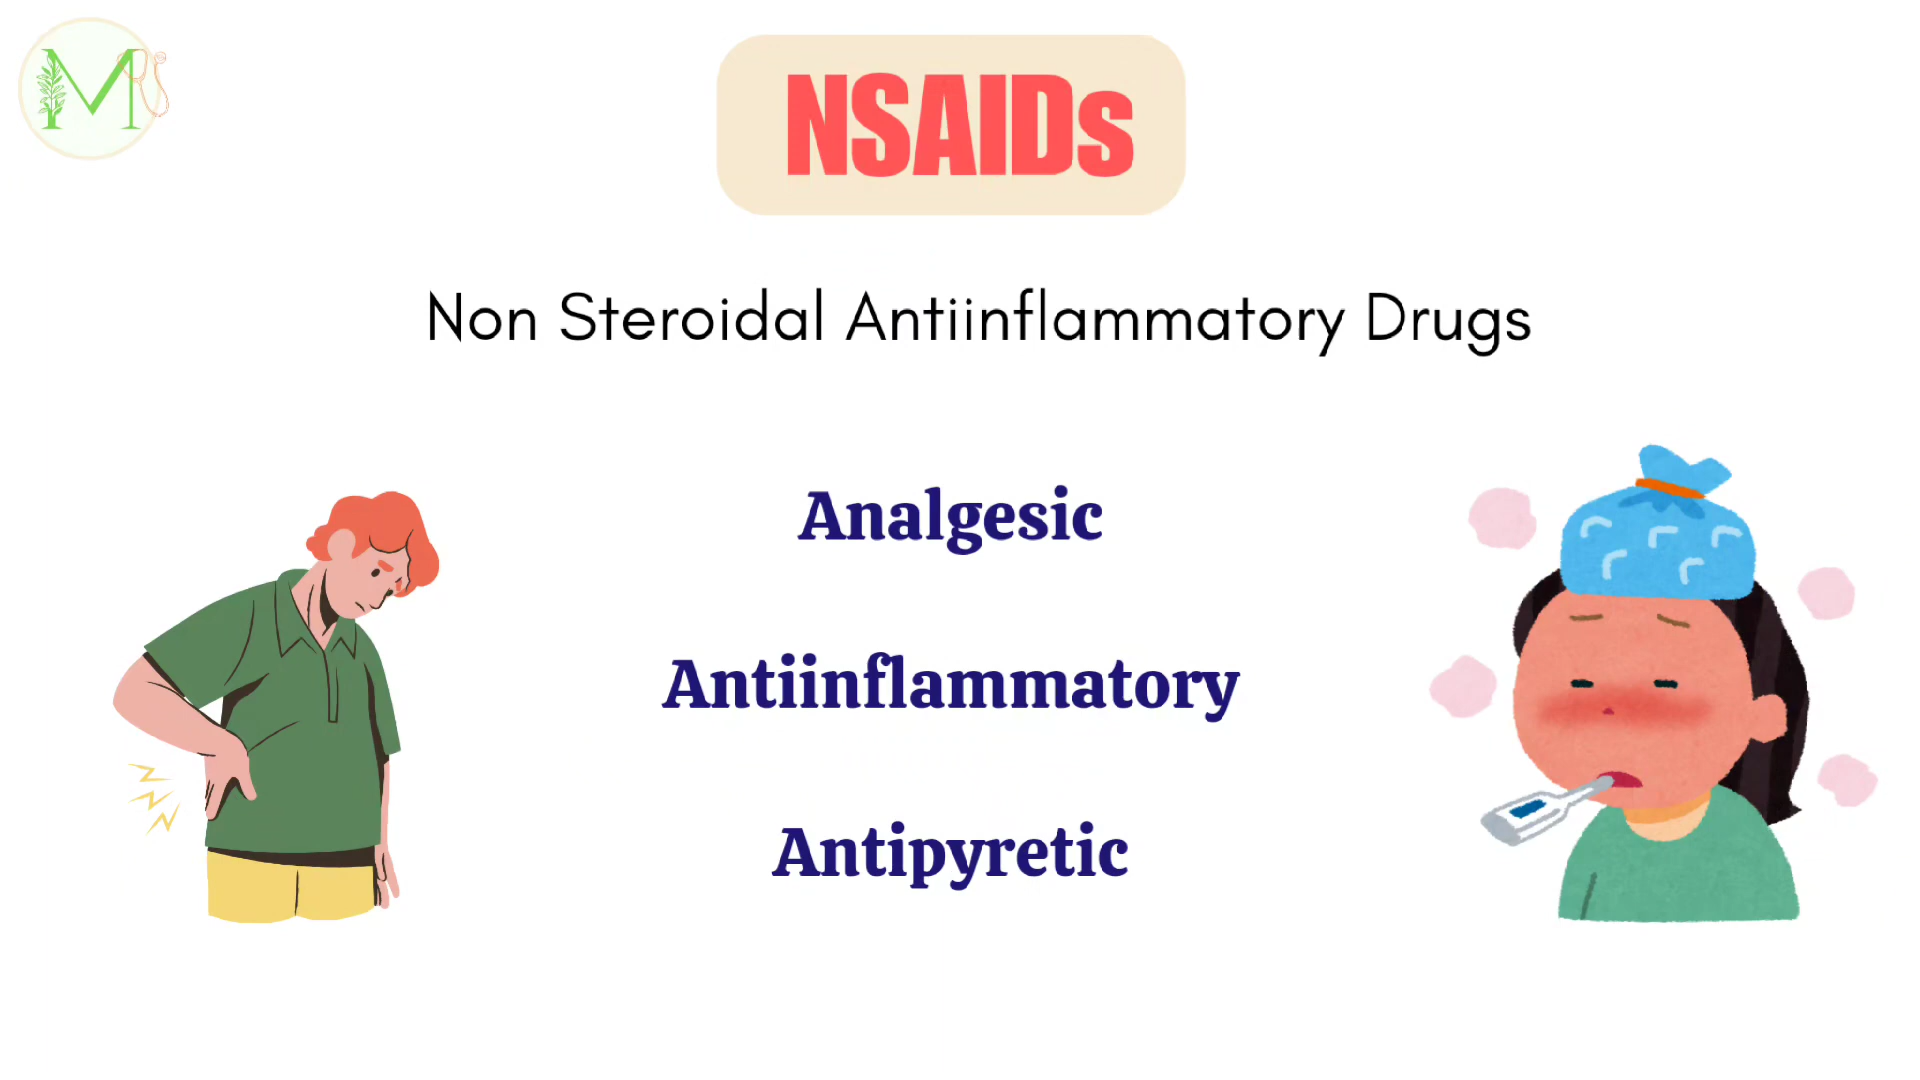 M
NSAIDs
Non Steroidal Antiinflammatory Drugs
Analgesic
Antiinflammatory
Antipyretic